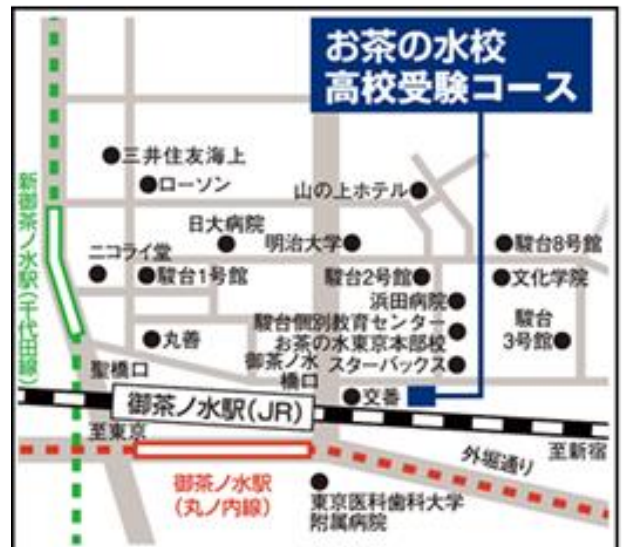 お茶の水校
高校受験コース
三井住友海上
ローソン
山の上ホテル
日大病院
明治大学
駿台8号館
ニコライ堂
駿台1号館
駿台2号館
文化学院
浜田病院
駿台個別教育センター
お茶の水東京本部校
駿台
3号館
丸善
御茶ノ水
橋口
スターバックス
聖橋口
交番
新御茶ノ水駅(千代田線)
御茶ノ水駅(JR)
至東京
至新宿
外堀通り
御茶ノ水駅
(丸ノ内線)
東京医科歯科大学
附属病院